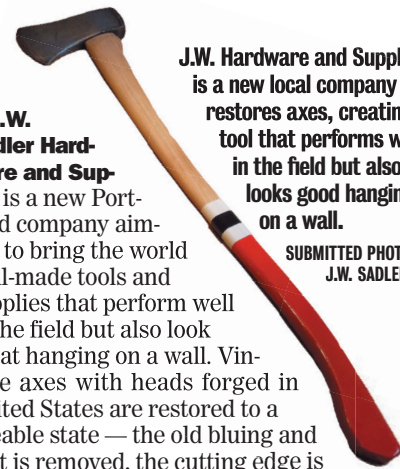 J.W. Hardware and Suppl
is a new local company
restores axes, creatin
tool that performs w
in the field but also
looks good hangin
on a wall.
SUBMITTED PHOT
J.W. SADLE
.W.
dler Hard-
re and Sup-
is a new Port-
d company aim-
to bring the world
l-made tools and
plies that perform well
he field but also look
at hanging on a wall. Vin-
e axes with heads forged in
ited States are restored to a
eable state — the old bluing and
t is removed, the cutting edge is